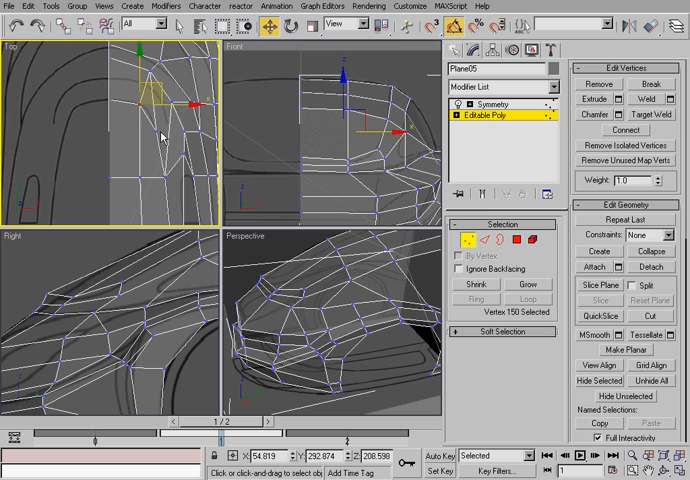 File Edit Tools Group Views Create Modifiers Character reactor Animation Graph Editors Rendering Customize MAXScript Help
All View
Top
Front
Right
Perspective
Plane05
Modifier List
Symmetry
Editable Poly
Selection
By Vertex
Ignore Backfacing
Shrink Grow
Ring Loop
Vertex 150 Selected
Soft Selection
Edit Vertices
Remove Break
Extrude Weld
Chamfer Target Weld
Connect
Remove Isolated Vertices
Remove Unused Map Verts
Weight: 1.0
Edit Geometry
Repeat Last
Constraints: None
Create Collapse
Attach Detach
Slice Plane Split
Slice Reset Plane
QuickSlice Cut
MSmooth Tessellate
Make Planar
View Align Grid Align
Hide Selected Unhide All
Hide Unselected
Named Selections:
Copy Paste
Full Interactivity
1 / 2
0 1 2
X: 54.819 Y: 292.874 Z: 208.598
Auto Key Selected
Click or click-and-drag to select obj Add Time Tag
Set Key Key Filters... 1